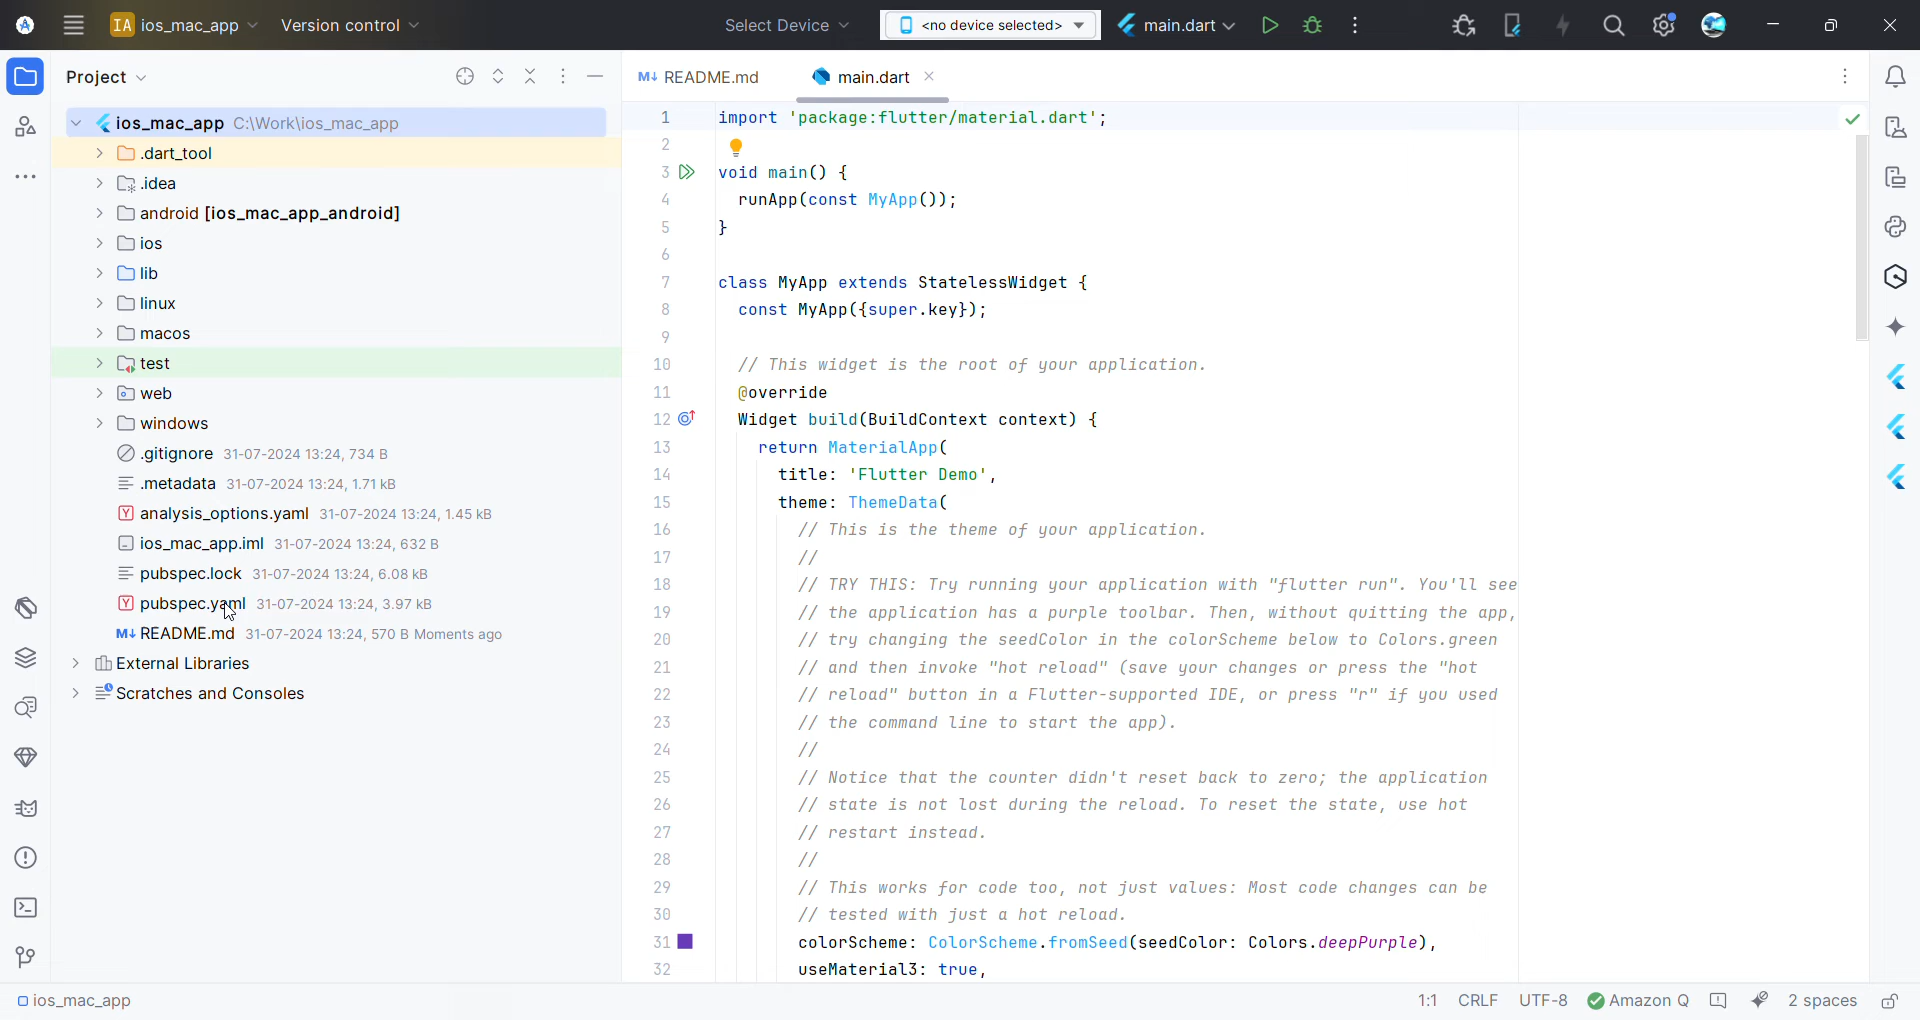 IA ios_mac_app Version control Select Device <no device selected> main.dart
Project
README.md main.dart
ios_mac_app C:\Work\ios_mac_app
.dart_tool
.idea
android [ios_mac_app_android]
ios
lib
linux
macos
test
web
windows
.gitignore 31-07-2024 13:24, 734 B
.metadata 31-07-2024 13:24, 1.71 kB
analysis_options.yaml 31-07-2024 13:24, 1.45 kB
ios_mac_app.iml 31-07-2024 13:24, 632 B
pubspec.lock 31-07-2024 13:24, 6.08 kB
pubspec.yaml 31-07-2024 13:24, 3.97 kB
M↓ README.md 31-07-2024 13:24, 570 B Moments ago
External Libraries
Scratches and Consoles
1 import 'package:flutter/material.dart';
2
3 void main() {
4 runApp(const MyApp());
5 }
6
7 class MyApp extends StatelessWidget {
8 const MyApp({super.key});
9
10 // This widget is the root of your application.
11 @override
12 Widget build(BuildContext context) {
13 return MaterialApp(
14 title: 'Flutter Demo',
15 theme: ThemeData(
16 // This is the theme of your application.
17 //
18 // TRY THIS: Try running your application with "flutter run". You'll see
19 // the application has a purple toolbar. Then, without quitting the app,
20 // try changing the seedColor in the colorScheme below to Colors.green
21 // and then invoke "hot reload" (save your changes or press the "hot
22 // reload" button in a Flutter-supported IDE, or press "r" if you used
23 // the command line to start the app).
24 //
25 // Notice that the counter didn't reset back to zero; the application
26 // state is not lost during the reload. To reset the state, use hot
27 // restart instead.
28 //
29 // This works for code too, not just values: Most code changes can be
30 // tested with just a hot reload.
31 colorScheme: ColorScheme.fromSeed(seedColor: Colors.deepPurple),
32 useMaterial3: true,
ios_mac_app 1:1 CRLF UTF-8 Amazon Q 2 spaces